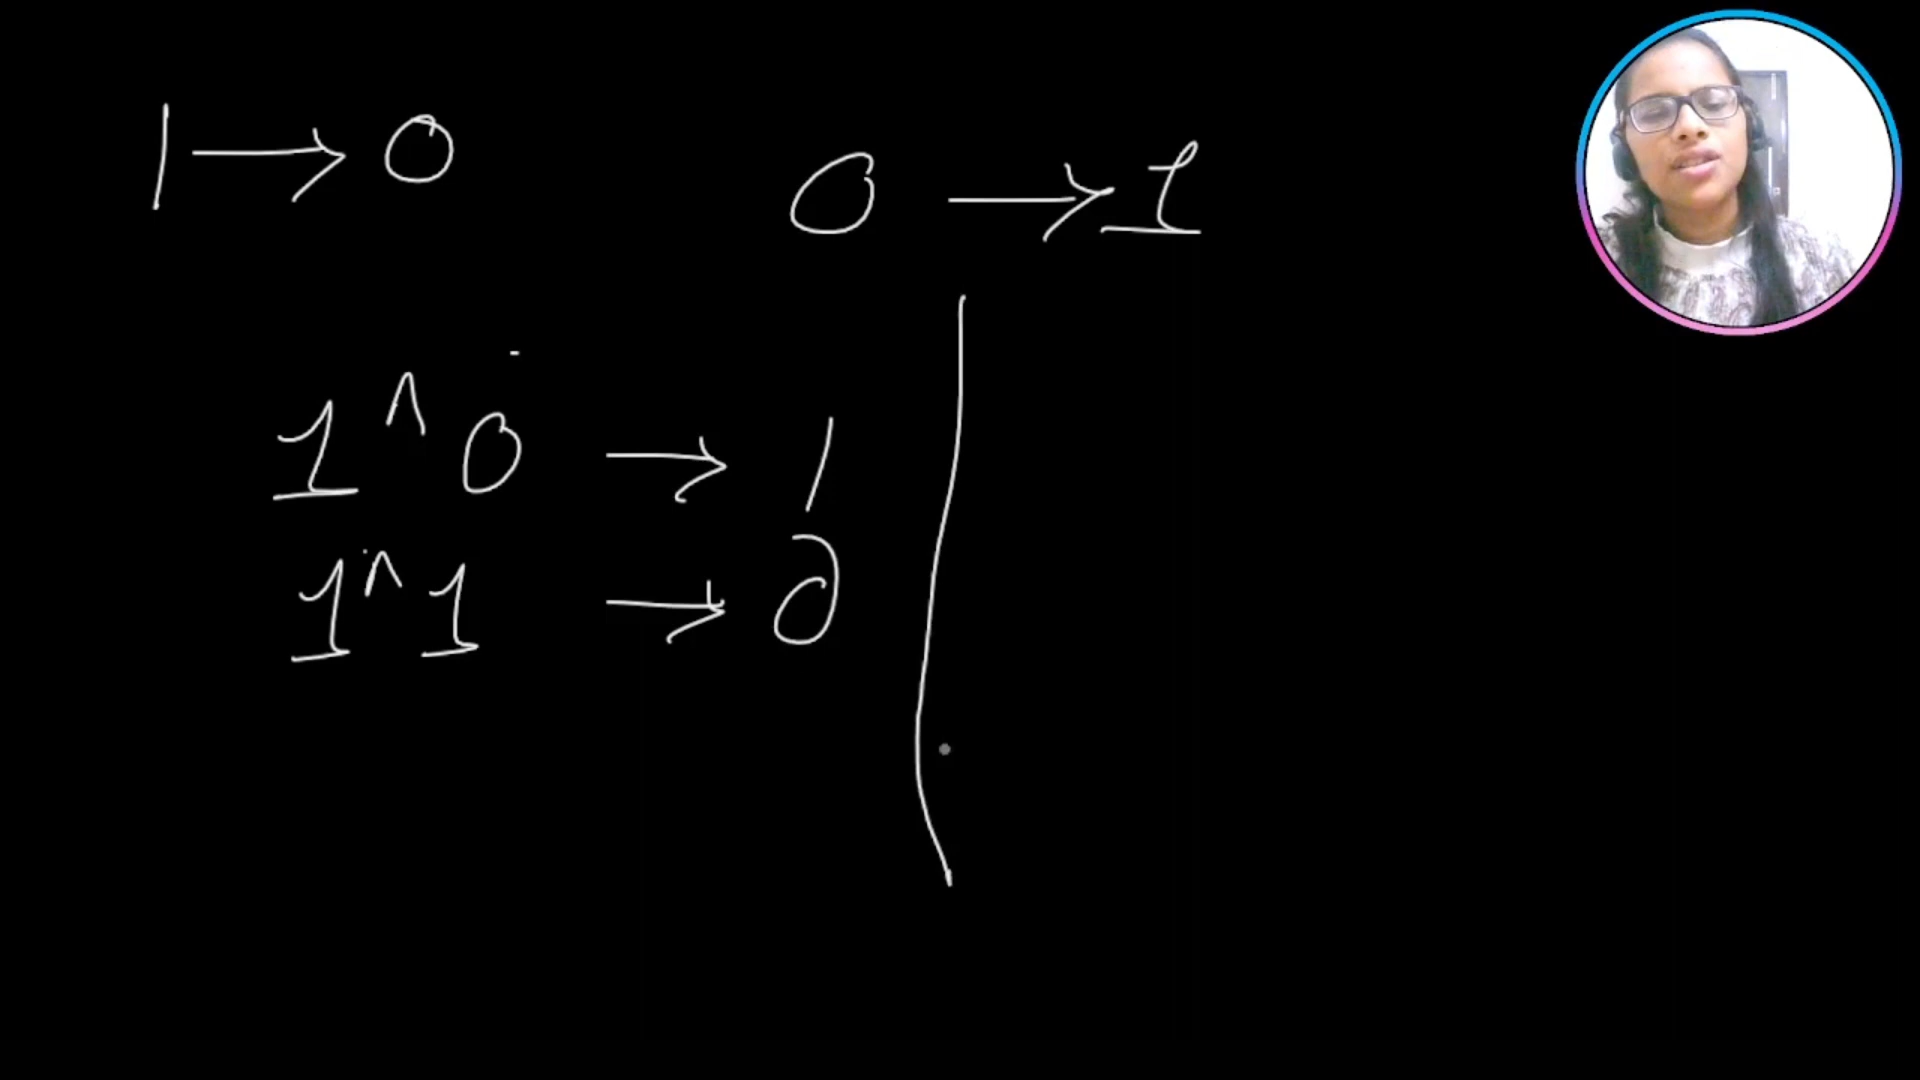 1 → 0
0 → 1
1 ^ 0 → 1
1 ^ 1 → 0